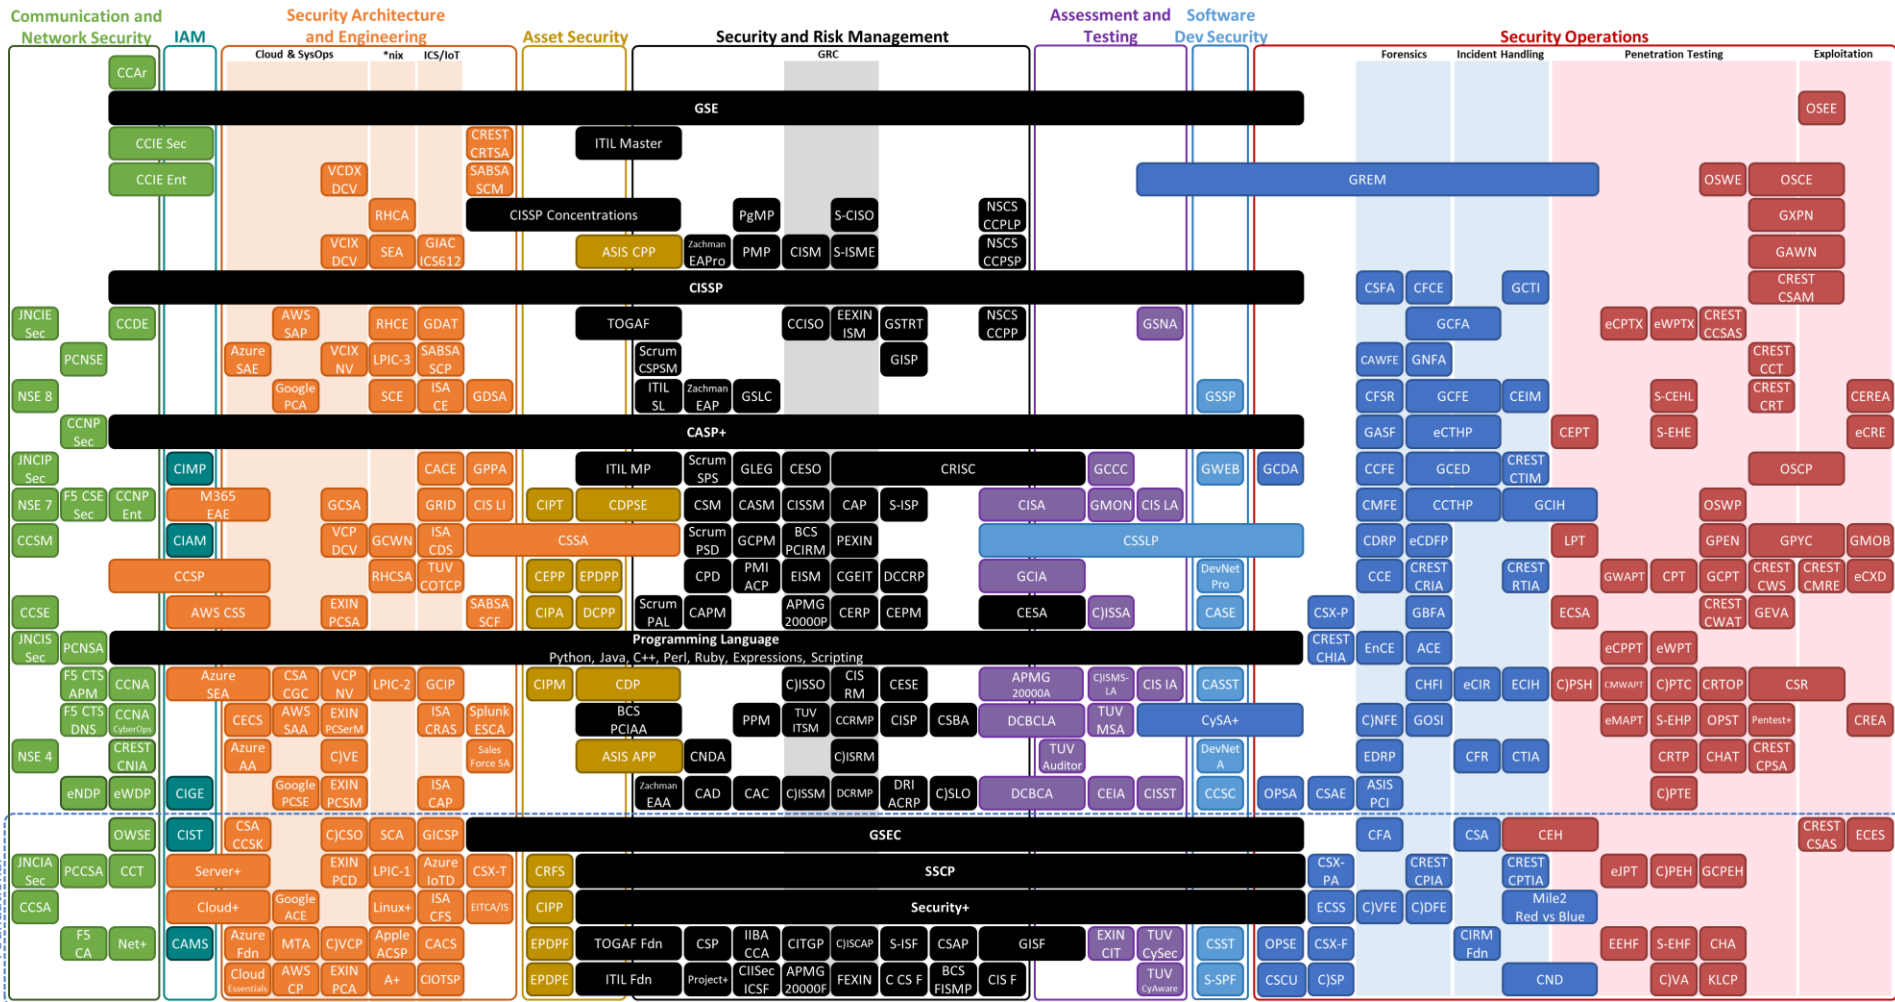 Communication and
Network Security
IAM
Security Architecture
and Engineering
Asset Security
Security and Risk Management
Assessment and
Testing
Software
Dev Security
Security Operations
Cloud & SysOps
*nix
ICS/IoT
GRC
Forensics
Incident Handling
Penetration Testing
Exploitation
CCAr
GSE
OSEE
CCIE Sec
CREST
CRTSA
ITIL Master
CCIE Ent
VCDX
DCV
SABSA
SCM
GREM
OSWE
OSCE
RHCA
CISSP Concentrations
PgMP
S-CISO
NSCS
CCPLP
GXPN
VCIX
DCV
SEA
GIAC
ICS612
ASIS CPP
Zachman
EAPro
PMP
CISM
S-ISME
NSCS
CCPSP
GAWN
CISSP
CSFA
CFCE
GCTI
CREST
CSAM
JNCIE
Sec
CCDE
AWS
SAP
RHCE
GDAT
TOGAF
CCISO
EEXIN
ISM
GSTRT
NSCS
CCPP
GSNA
GCFA
eCPTX
eWPTX
CREST
CCSAS
PCNSE
Azure
SAE
VCIX
NV
LPIC-3
SABSA
SCP
Scrum
CSPSM
GISP
CAWFE
GNFA
CREST
CCT
NSE 8
Google
PCA
SCE
ISA
CE
GDSA
ITIL
SL
Zachman
EAP
GSLC
GSSP
CFSR
GCFE
CEIM
S-CEHL
CREST
CRT
CEREA
CCNP
Sec
CASP+
GASF
eCTHP
CEPT
S-EHE
eCRE
JNCIP
Sec
CIMP
CACE
GPPA
ITIL MP
Scrum
SPS
GLEG
CESO
CRISC
GCCC
GWEB
GCDA
CCFE
GCED
CREST
CTIM
OSCP
NSE 7
F5 CSE
Sec
CCNP
Ent
M365
EAE
GCSA
GRID
CIS LI
CIPT
CDPSE
CSM
CASM
CISSM
CAP
S-ISP
CISA
GMON
CIS LA
CMFE
CCTHP
GCIH
OSWP
CCSM
CIAM
VCP
DCV
GCWN
ISA
CDS
CSSA
Scrum
PSD
GCPM
BCS
PCIRM
PEXIN
CSSLP
CDRP
eCDFP
LPT
GPEN
GPYC
GMOB
CCSP
RHCSA
TUV
COTCP
CEPP
EPDPP
CPD
PMI
ACP
EISM
CGEIT
DCCRP
GCIA
DevNet
Pro
CCE
CREST
CRIA
CREST
RTIA
GWAPT
CPT
GCPT
CREST
CWS
CREST
CMRE
eCXD
CCSE
AWS CSS
EXIN
PCSA
SABSA
SCF
CIPA
DCPP
Scrum
PAL
CAPM
APMG
20000P
CERP
CEPM
CESA
C)ISSA
CASE
CSX-P
GBFA
ECSA
CREST
CWAT
GEVA
JNCIS
Sec
PCNSA
Programming Language
Python, Java, C++, Perl, Ruby, Expressions, Scripting
CREST
CHIA
EnCE
ACE
eCPPT
eWPT
F5 CTS
APM
CCNA
Azure
SEA
CSA
CGC
VCP
NV
LPIC-2
GCIP
CIPM
CDP
C)ISSO
CIS
RM
CESE
APMG
20000A
C)ISMS-
LA
CIS IA
CASST
CHFI
eCIR
ECIH
C)PSH
CMWAPT
C)PTC
CRTOP
CSR
F5 CTS
DNS
CCNA
CyberOps
CECS
AWS
SAA
EXIN
PCSerM
ISA
CRAS
Splunk
ESCA
BCS
PCIAA
PPM
TUV
ITSM
CCRMP
CISP
CSBA
DCBCLA
TUV
MSA
CySA+
C)NFE
GOSI
eMAPT
S-EHP
OPST
Pentest+
CREA
NSE 4
CREST
CNIA
Azure
AA
C)VE
Sales
Force SA
ASIS APP
CNDA
C)ISRM
TUV
Auditor
DevNet
A
EDRP
CFR
CTIA
CRTP
CHAT
CREST
CPSA
eNDP
eWDP
CIGE
Google
PCSE
EXIN
PCSM
ISA
CAP
Zachman
EAA
CAD
CAC
C)ISSM
DCRMP
DRI
ACRP
C)SLO
DCBCA
CEIA
CISST
CCSC
OPSA
CSAE
ASIS
PCI
C)PTE
OWSE
CIST
CSA
CCSK
C)CSO
SCA
GICSP
GSEC
CFA
CSA
CEH
CREST
CSAS
ECES
JNCIA
Sec
PCCSA
CCT
Server+
EXIN
PCD
LPIC-1
Azure
IoTD
CSX-T
CRFS
SSCP
CSX-
PA
CREST
CPIA
CREST
CPTIA
eJPT
C)PEH
GCPEH
CCSA
Cloud+
Google
ACE
Linux+
ISA
CFS
EITCA/IS
CIPP
Security+
ECSS
C)VFE
C)DFE
Mile2
Red vs Blue
F5
CA
Net+
CAMS
Azure
Fdn
MTA
C)VCP
Apple
ACSP
CACS
EPDPF
TOGAF Fdn
CSP
IIBA
CCA
CITGP
C)ISCAP
S-ISF
CSAP
GISF
EXIN
CIT
TUV
CySec
CSST
OPSE
CSX-F
CIRM
Fdn
EEHF
S-EHF
CHA
Cloud
Essentials
AWS
CP
EXIN
PCA
A+
CIOTSP
EPDPE
ITIL Fdn
Project+
CIISec
ICSF
APMG
20000F
FEXIN
C CS F
BCS
FISMP
CIS F
TUV
CyAware
S-SPF
CSCU
C)SP
CND
C)VA
KLCP